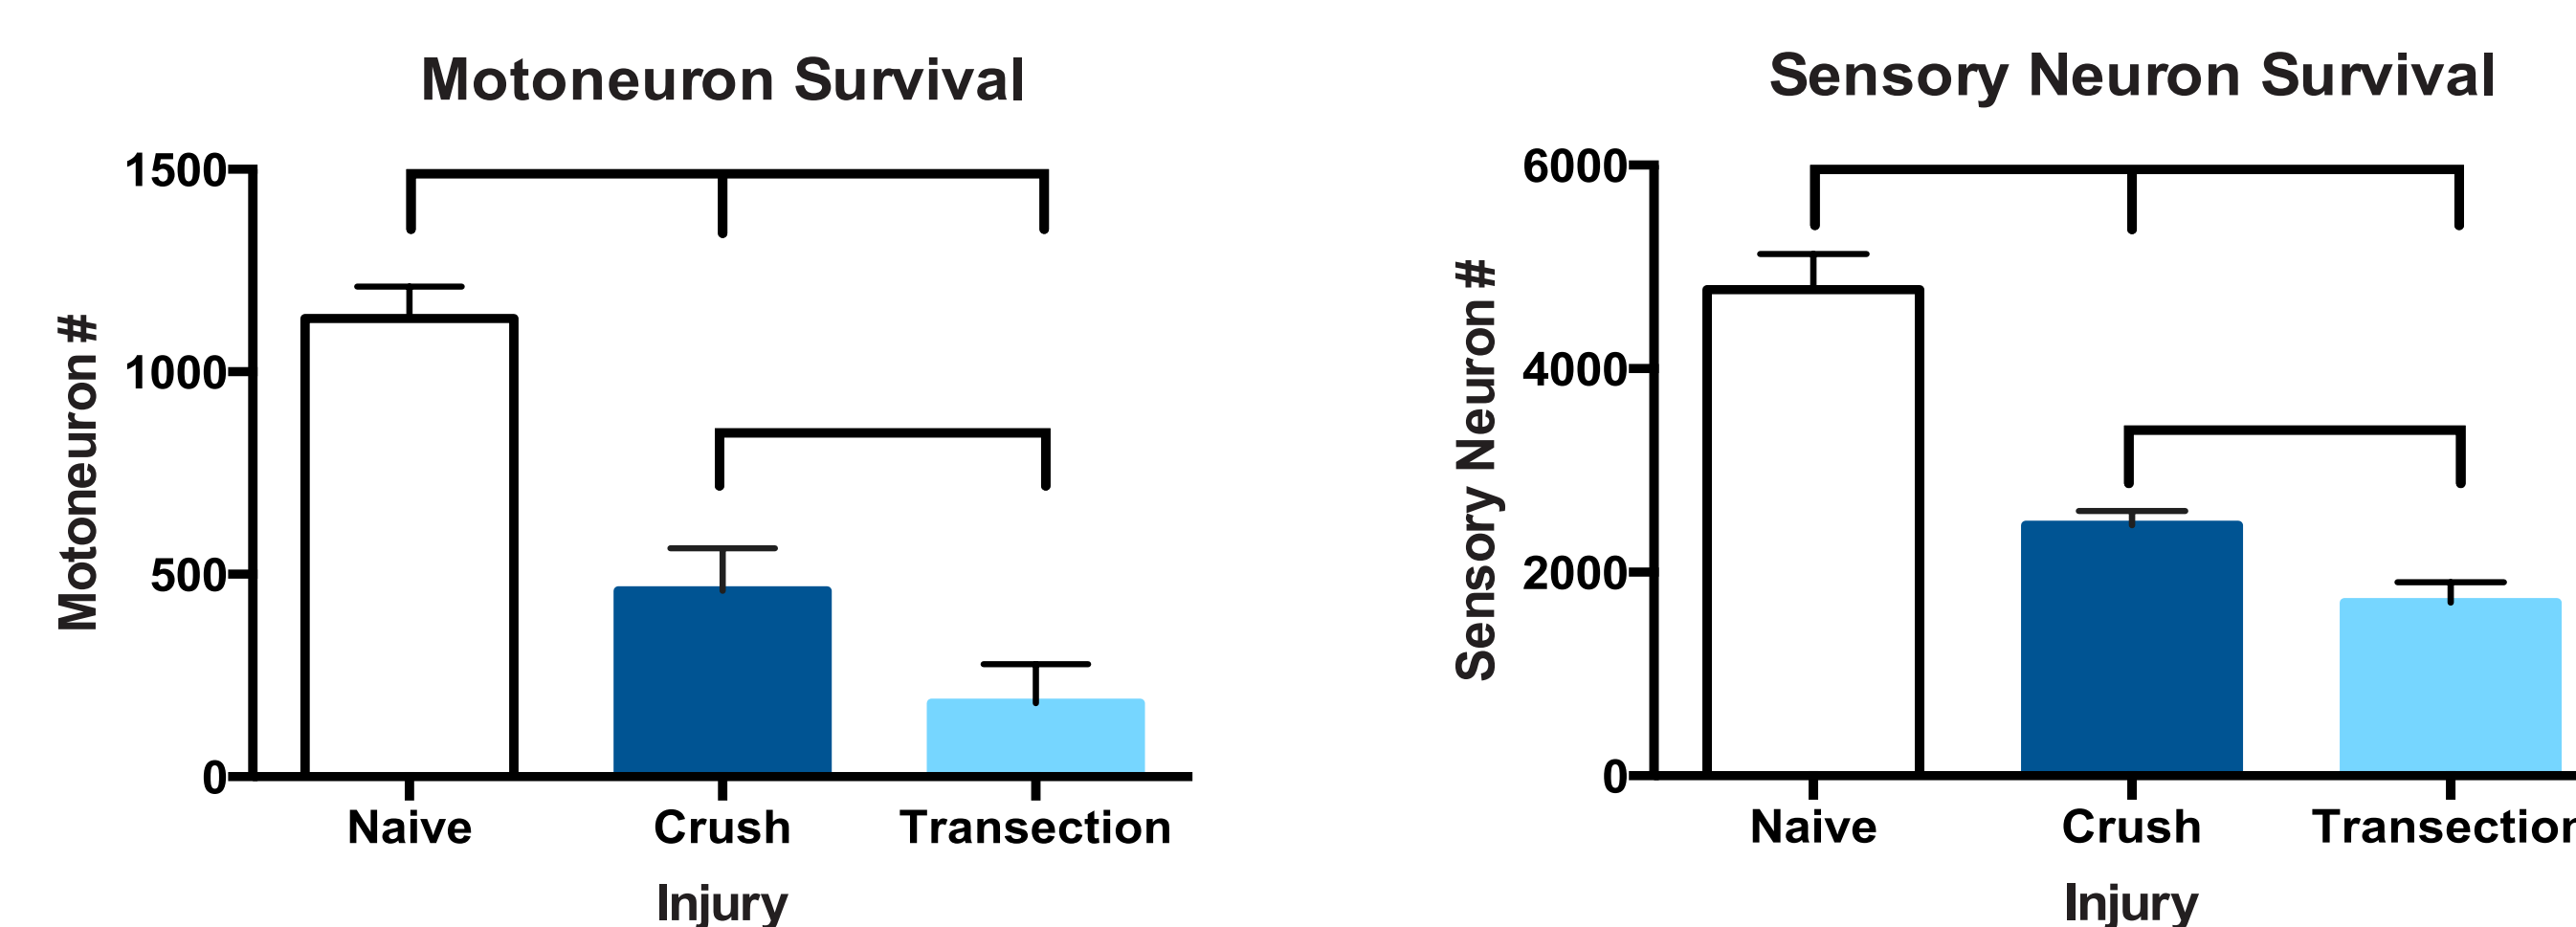 Motoneuron Survival
Motoneuron #
1500
1000
500
0
Naive Crush Transection
Injury
Sensory Neuron Survival
Sensory Neuron #
6000
4000
2000
0
Naive Crush Transection
Injury